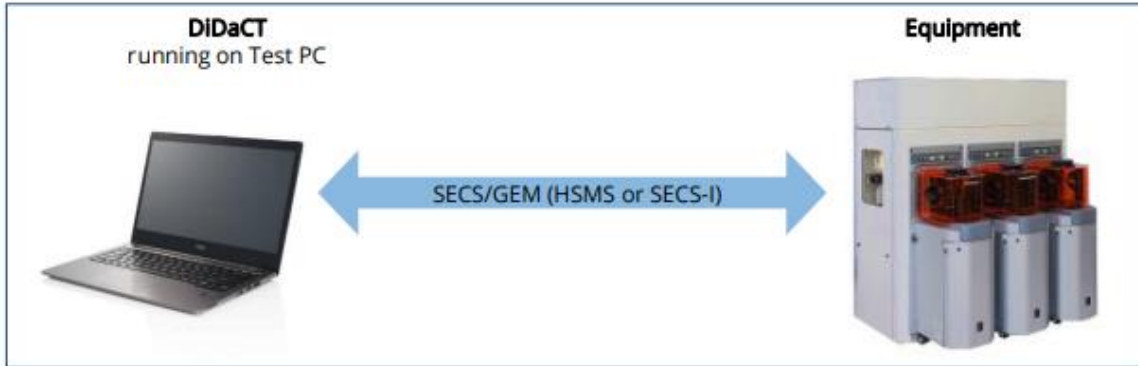 DiDaCT
running on Test PC
Equipment
SECS/GEM (HSMS or SECS-I)